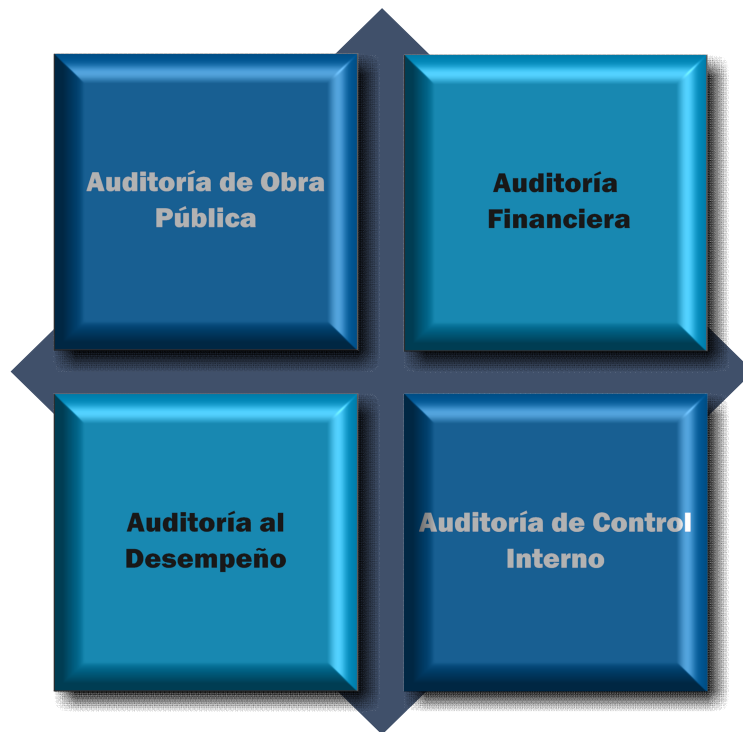 Auditoría de Obra
Pública
Auditoría
Financiera
Auditoría al
Desempeño
Auditoría de Control
Interno